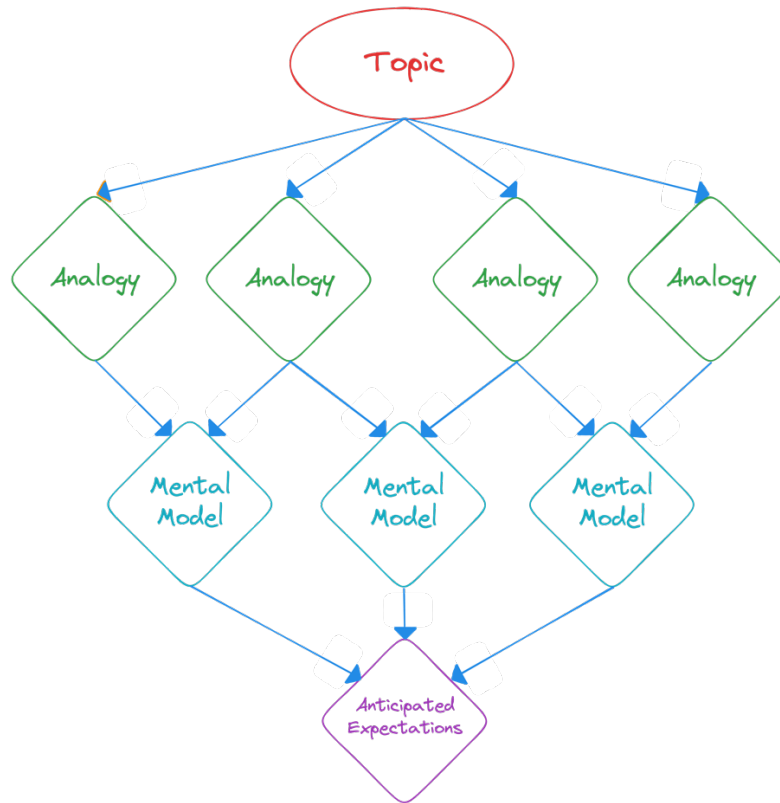 Topic
Analogy
Analogy
Analogy
Analogy
Mental
Model
Mental
Model
Mental
Model
Anticipated
Expectations